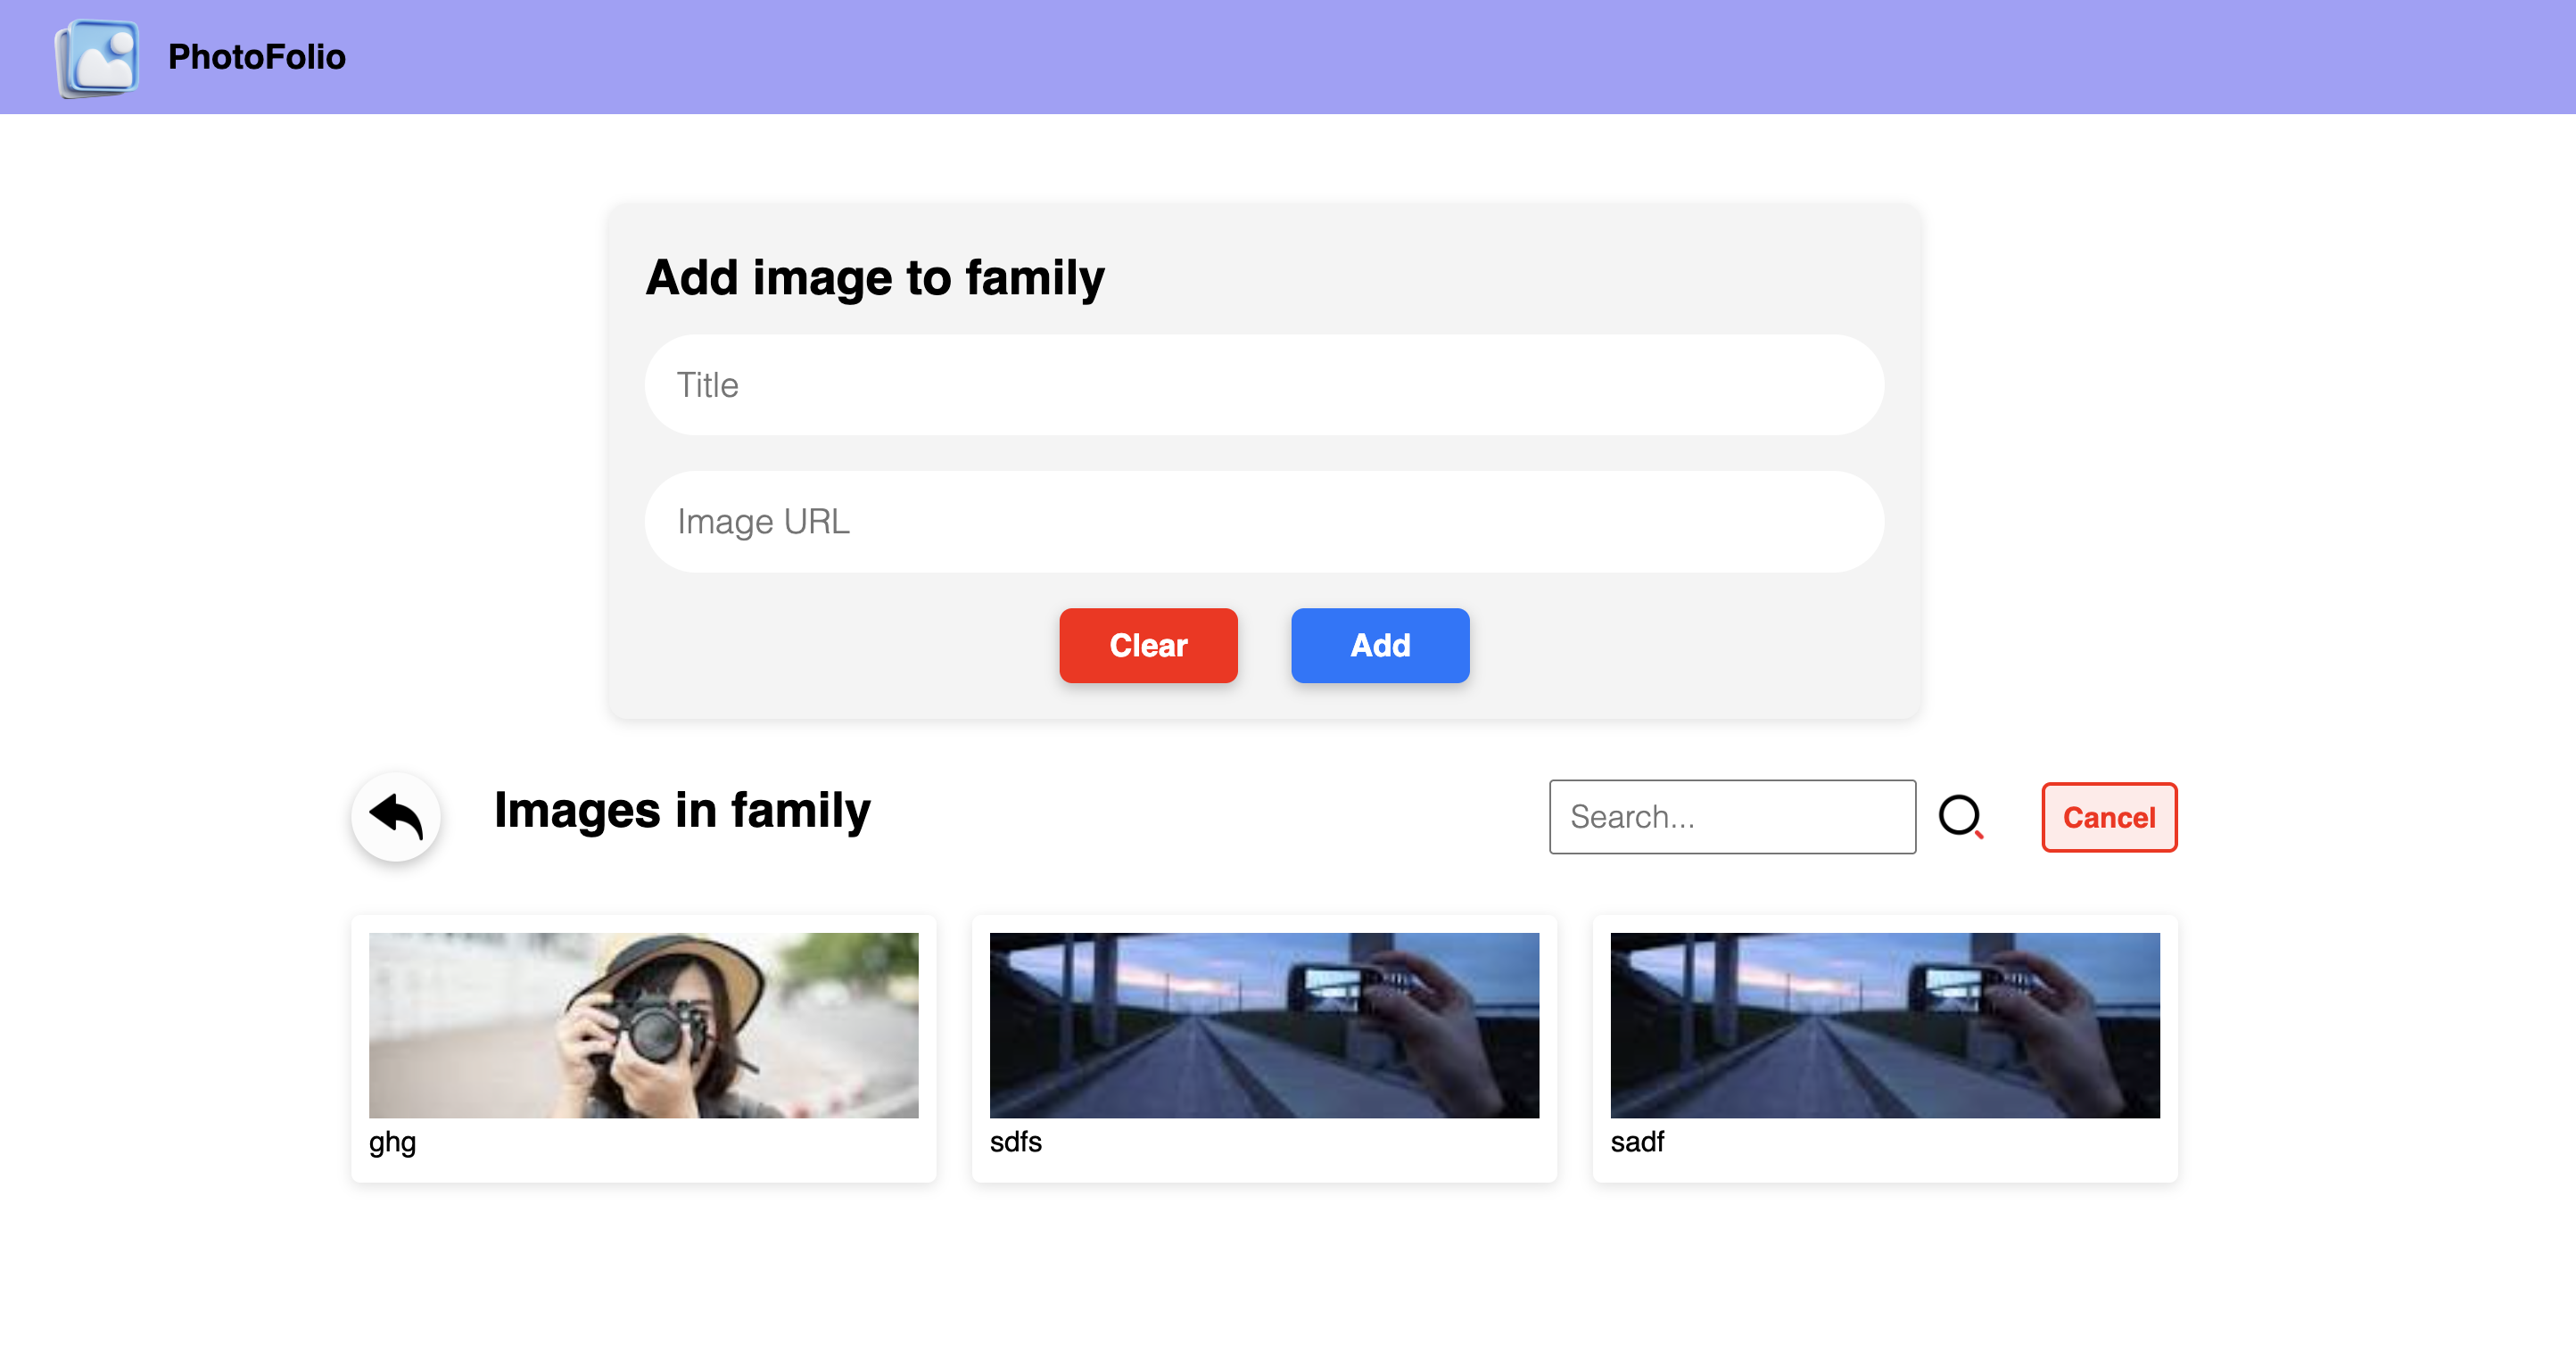 PhotoFolio
Add image to family
Title
Image URL
Clear Add
Images in family Search... Cancel
ghg sdfs sadf